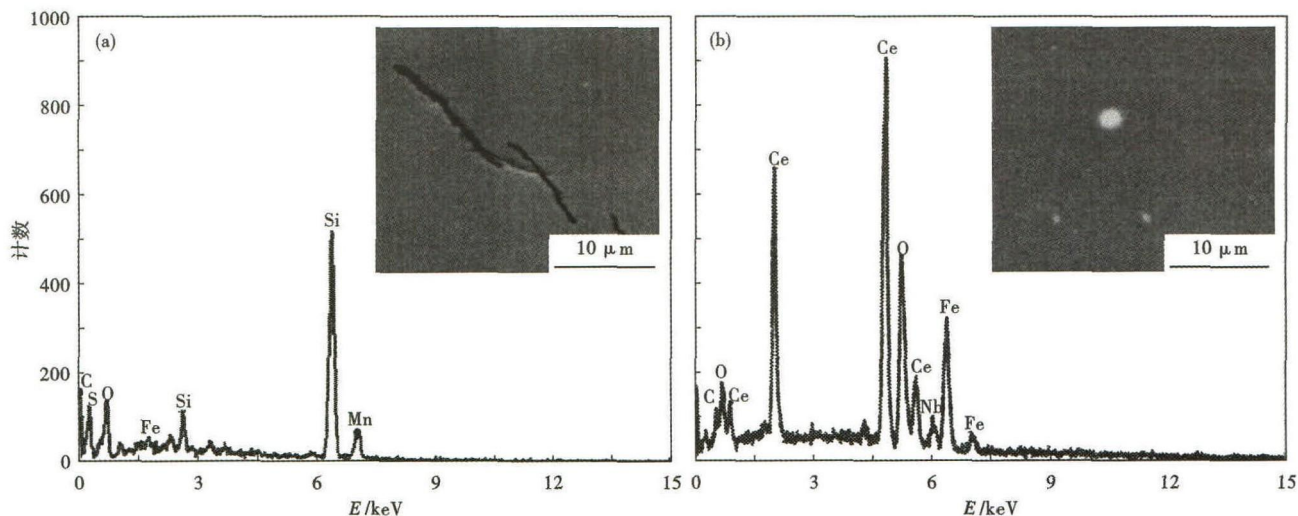 (a)
计数
1000
800
600
400
200
0
C
S
O
Fe
Si
Si
Mn
10 μm
0 3 6 9 12 15
E/keV
(b)
C
O
Ce
Ce
Ce
O
Ce
Nb
Fe
Fe
10 μm
3 6 9 12 15
E/keV